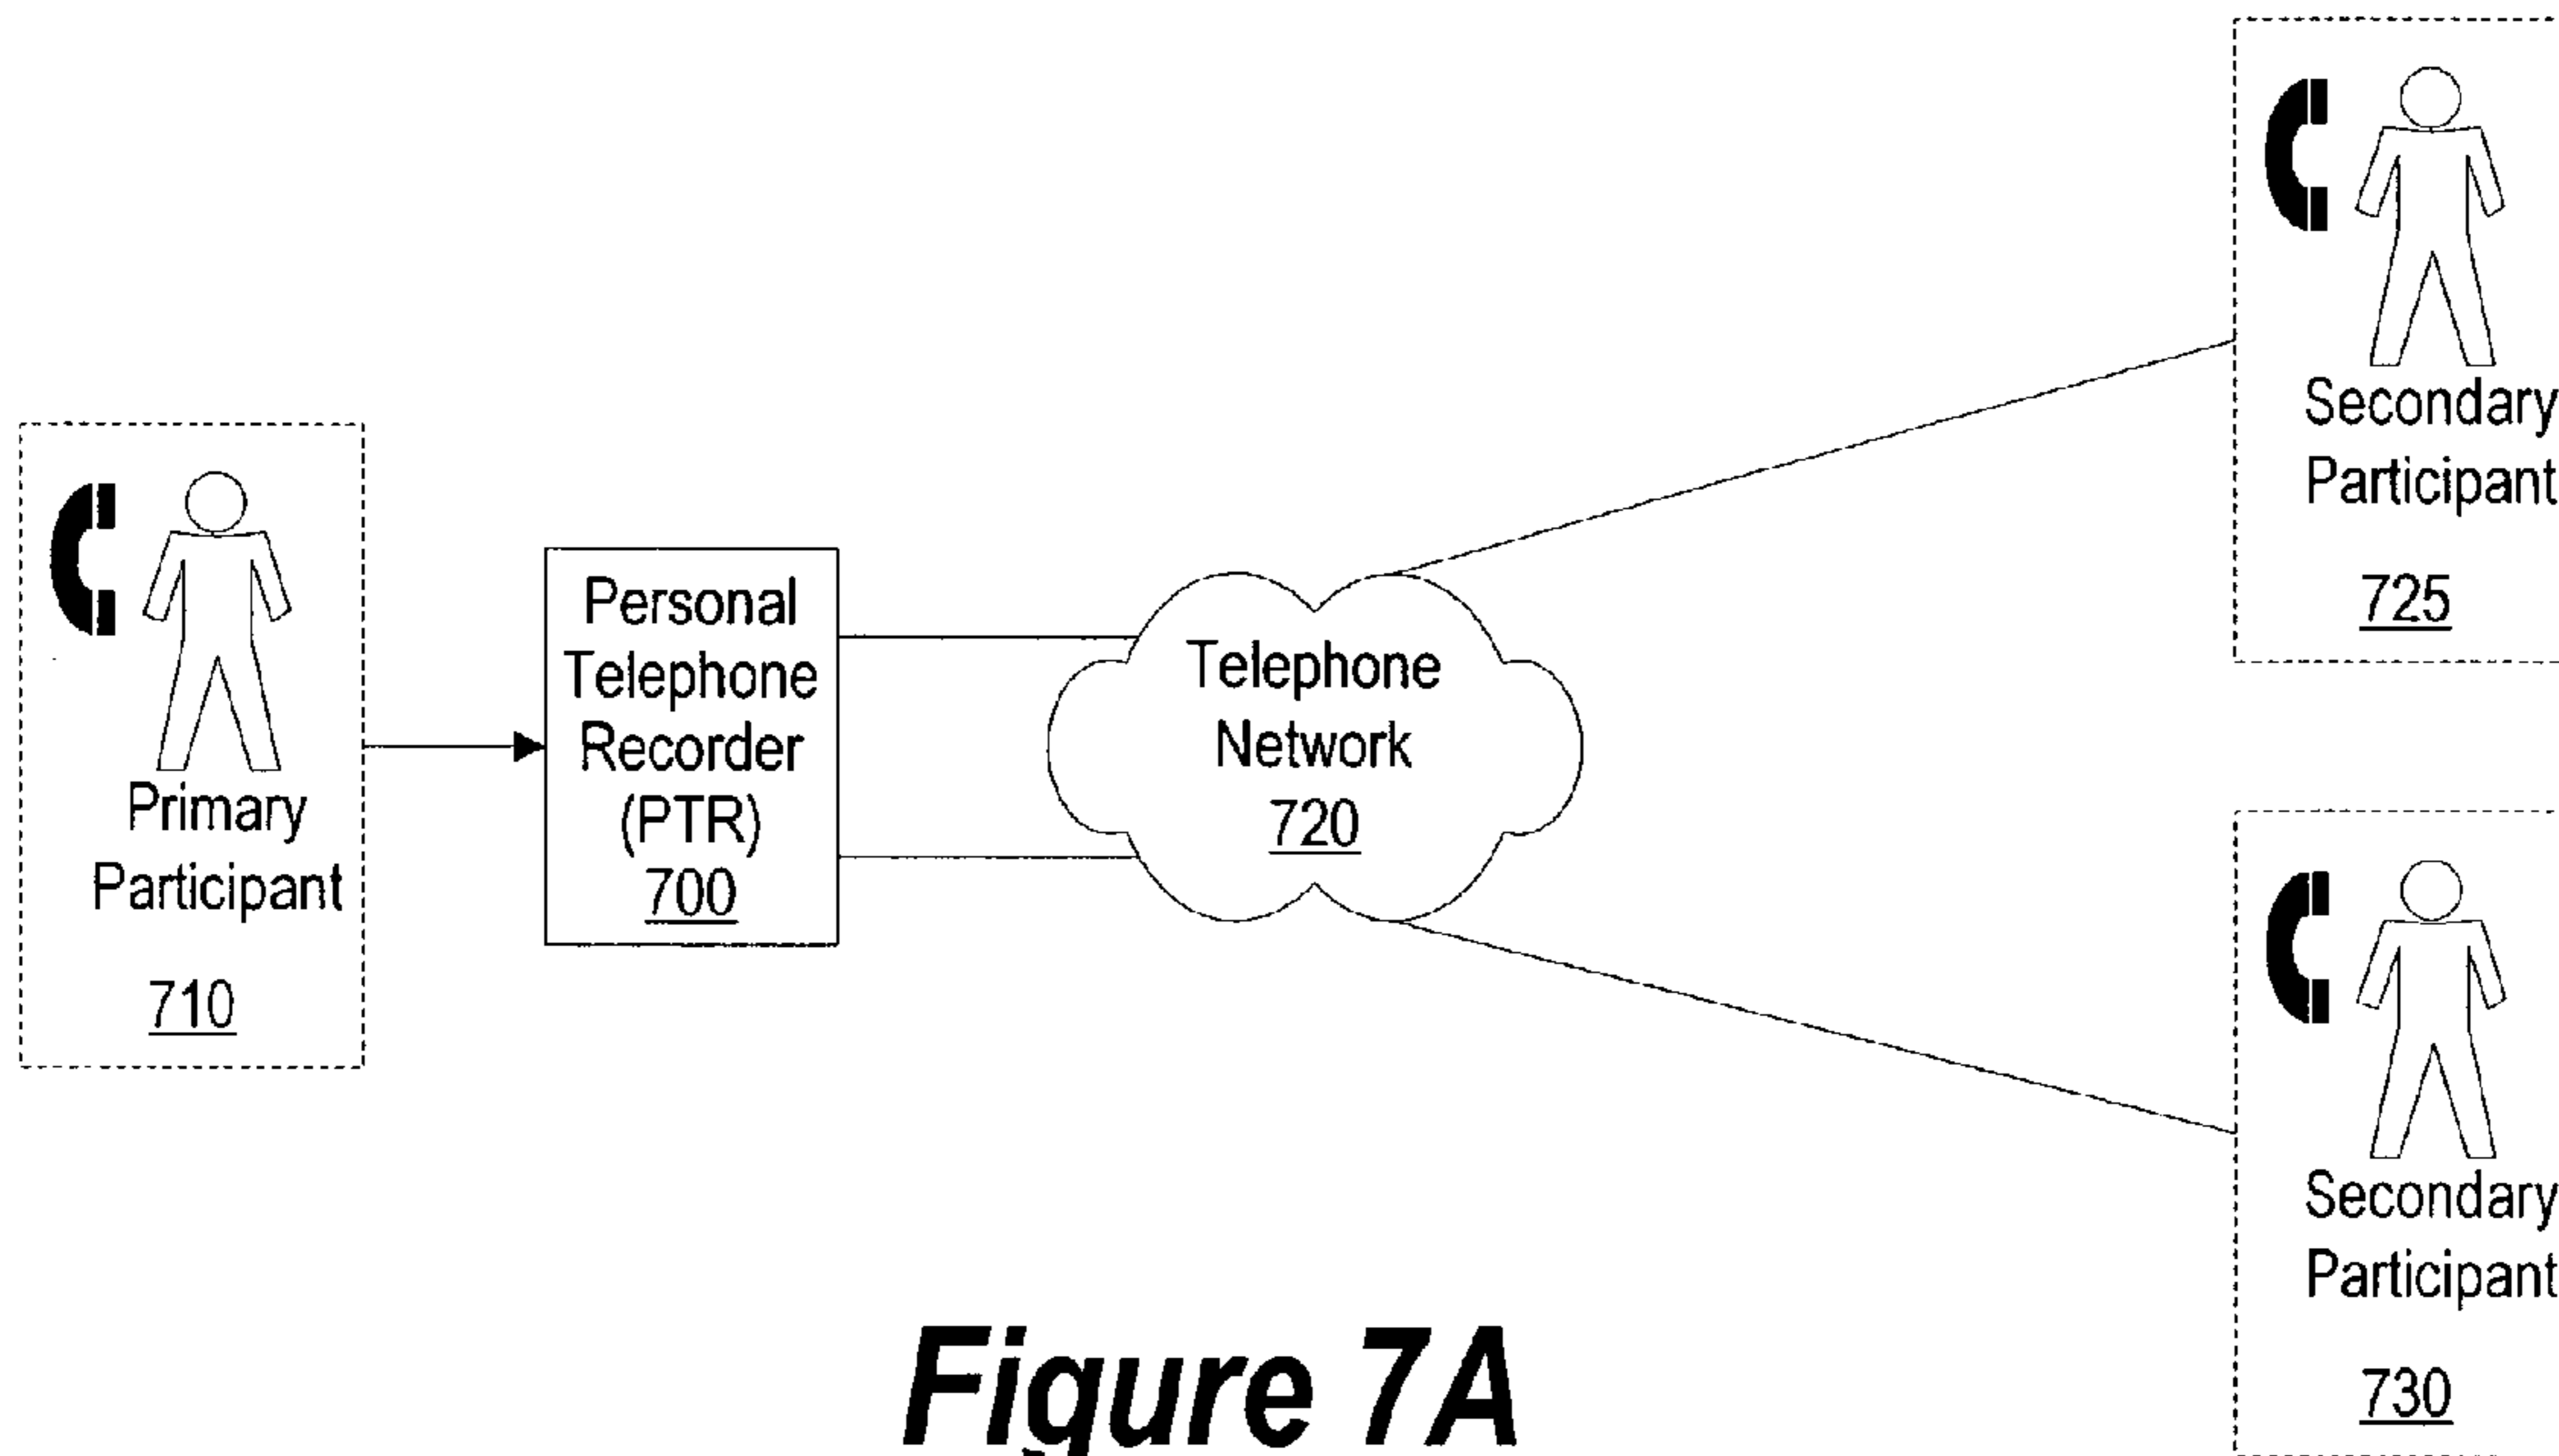 Primary
Participant
710
Personal
Telephone
Recorder
(PTR)
700
Telephone
Network
720
Secondary
Participant
725
Secondary
Participant
730
Figure 7A